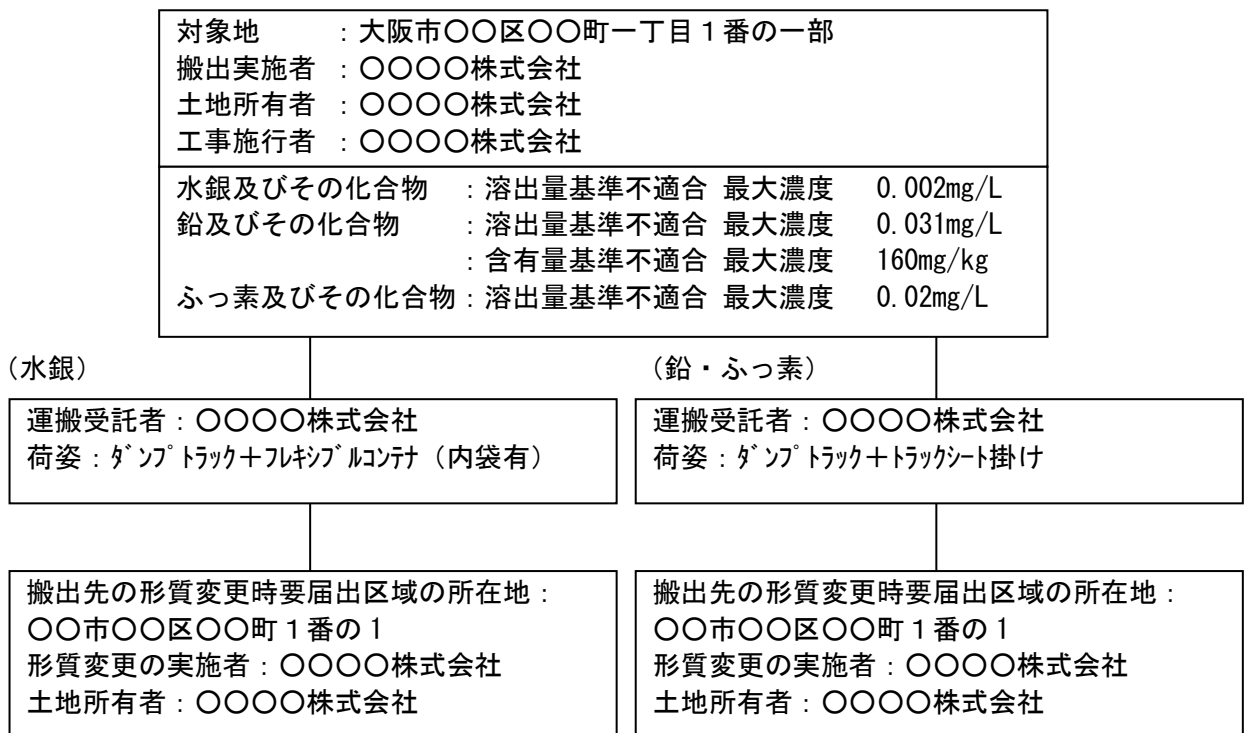 対象地　　　：大阪市〇〇区〇〇町一丁目１番の一部
搬出実施者　：〇〇〇〇株式会社
土地所有者　：〇〇〇〇株式会社
工事施行者　：〇〇〇〇株式会社
水銀及びその化合物　：溶出量基準不適合 最大濃度　0.002mg/L
鉛及びその化合物　　：溶出量基準不適合 最大濃度　0.031mg/L
：含有量基準不適合 最大濃度　160mg/kg
ふっ素及びその化合物：溶出量基準不適合 最大濃度　0.02mg/L
（水銀）
運搬受託者：〇〇〇〇株式会社
荷姿：ﾀﾞﾝﾌﾟﾄﾗｯｸ＋ﾌﾚｷｼﾌﾞﾙｺﾝﾃﾅ（内袋有）
搬出先の形質変更時要届出区域の所在地：
〇〇市〇〇区〇〇町１番の１
形質変更の実施者：〇〇〇〇株式会社
土地所有者：〇〇〇〇株式会社
（鉛・ふっ素）
運搬受託者：〇〇〇〇株式会社
荷姿：ﾀﾞﾝﾌﾟﾄﾗｯｸ＋ﾄﾗｯｸｼｰﾄ掛け
搬出先の形質変更時要届出区域の所在地：
〇〇市〇〇区〇〇町１番の１
形質変更の実施者：〇〇〇〇株式会社
土地所有者：〇〇〇〇株式会社